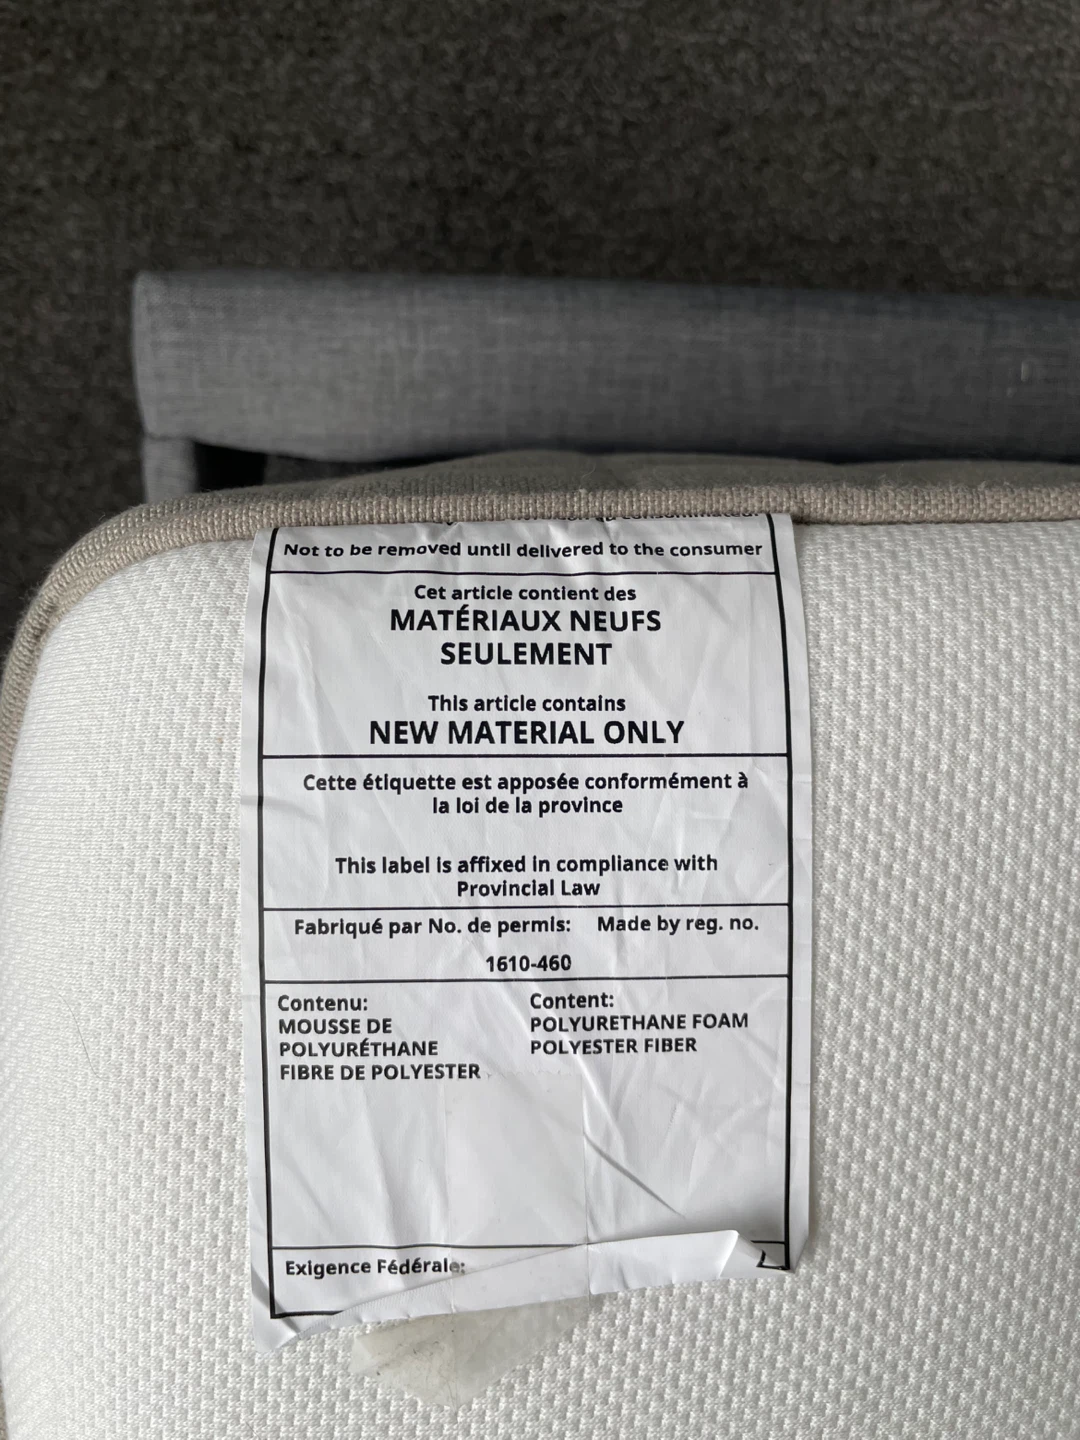 consommateur
Not to be removed until delivered to the consumer
Cet article contient des
MATÉRIAUX NEUFS
SEULEMENT
This article contains
NEW MATERIAL ONLY
Cette étiquette est apposée conformément à
la loi de la province
This label is affixed in compliance with
Provincial Law
Fabriqué par No. de permis: Made by reg. no.
1610-460
Contenu:
MOUSSE DE
POLYURÉTHANE
FIBRE DE POLYESTER
Content:
POLYURETHANE FOAM
POLYESTER FIBER
Exigence Fédérale: